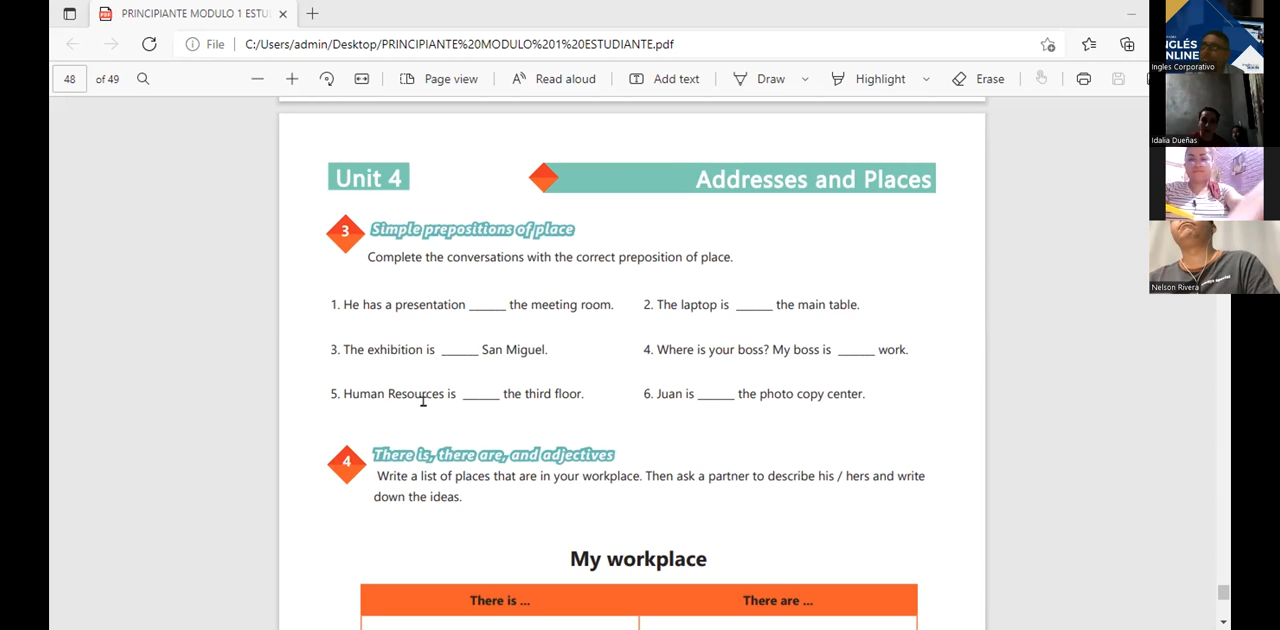 PRINCIPIANTE MODULO 1 ESTU
File C:/Users/admin/Desktop/PRINCIPIANTE%20MODULO%201%20ESTUDIANTE.pdf
48 of 49 Page view Read aloud Add text Draw Highlight Erase
INGLÉS
ONLINE
Ingles Corporativo
Idalia Dueñas
Nelson Rivera
Unit 4 Addresses and Places
3 Simple prepositions of place
Complete the conversations with the correct preposition of place.
1. He has a presentation ______ the meeting room. 2. The laptop is ______ the main table.
3. The exhibition is ______ San Miguel. 4. Where is your boss? My boss is ______ work.
5. Human Resources is ______ the third floor. 6. Juan is ______ the photo copy center.
4 There is, there are, and adjectives
Write a list of places that are in your workplace. Then ask a partner to describe his / hers and write
down the ideas.
My workplace
There is ... There are ...